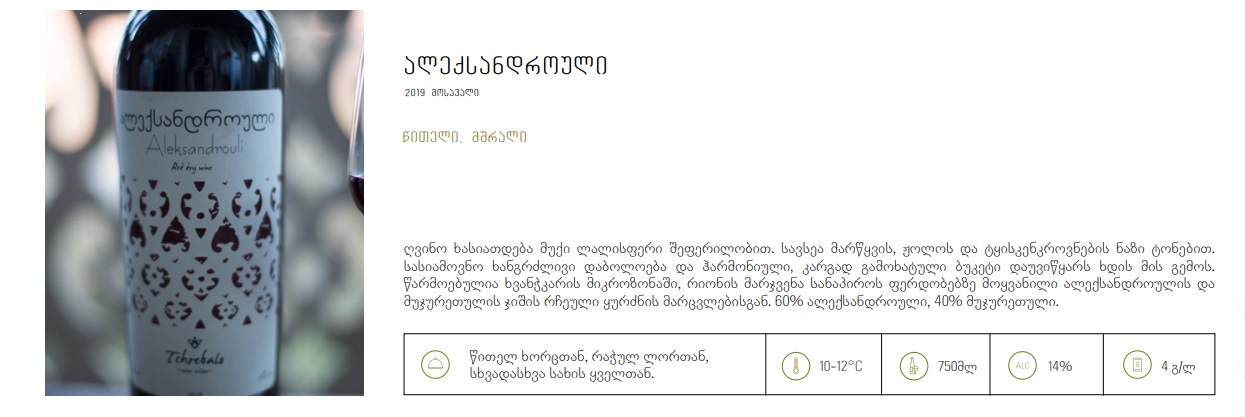 ალექსანდროული
Aleksandrouli
Red dry wine
Tchrebalo
ალექსანდროული
2019 მოსავალი
წითელი, მშრალი
ღვინო ხასიათდება მუქი ლალისფერი შეფერილობით. სავსეა მარწყვის, ჟოლოს და ტყისკენკროვნების ნაზი ტონებით.
სასიამოვნო ხანგრძლივი დაბოლოება და ჰარმონიული, კარგად გამოხატული ბუკეტი დაუვიწყარს ხდის მის გემოს.
წარმოებულია ხვანჭკარის მიკროზონაში, რიონის მარჯვენა სანაპიროს ფერდობებზე მოყვანილი ალექსანდროულის და
მუჯურეთულის ჯიშის რჩეული ყურძნის მარცვლებისგან. 60% ალექსანდროული, 40% მუჯურეთული.
წითელ ხორცთან, რაჭულ ლორთან,
სხვადასხვა სახის ყველთან.
10-12°C
750მლ
ALC
14%
4 გ/ლ